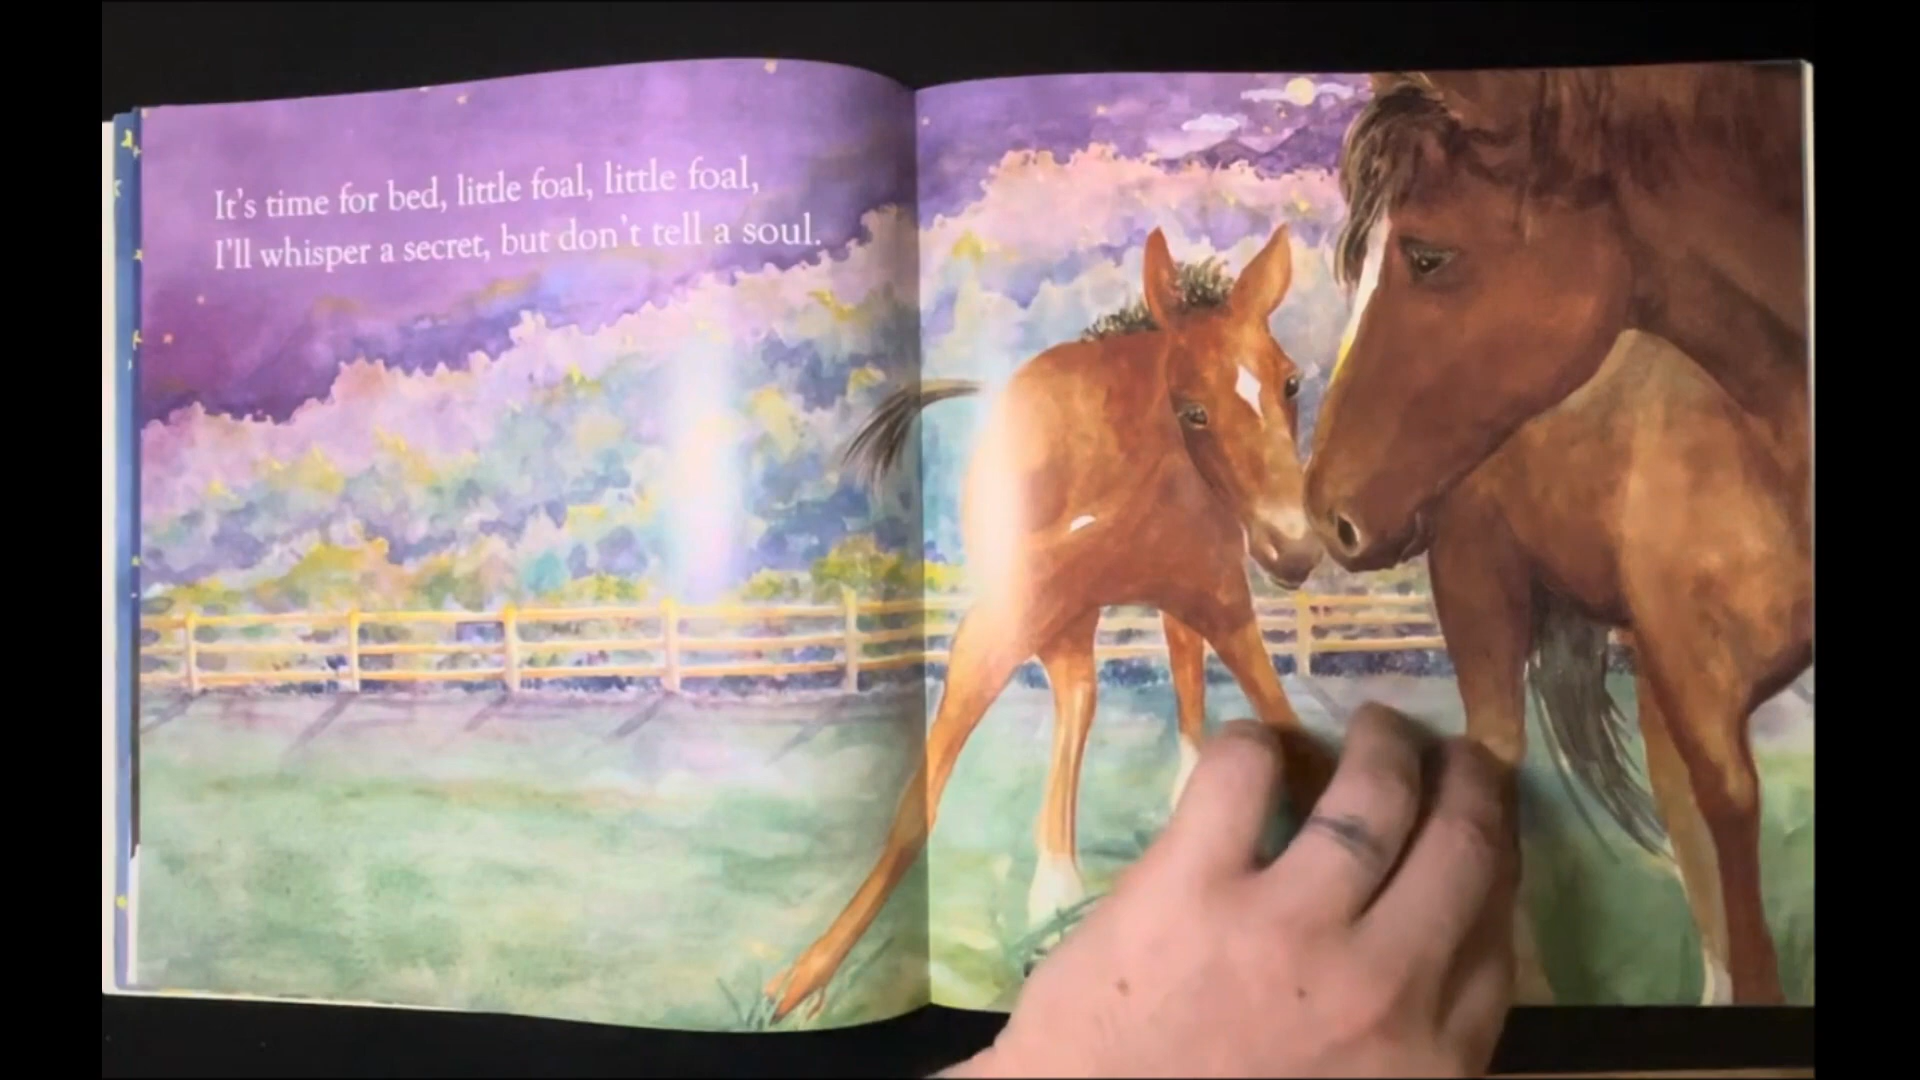 It's time for bed, little foal, little foal,
I'll whisper a secret, but don't tell a soul.